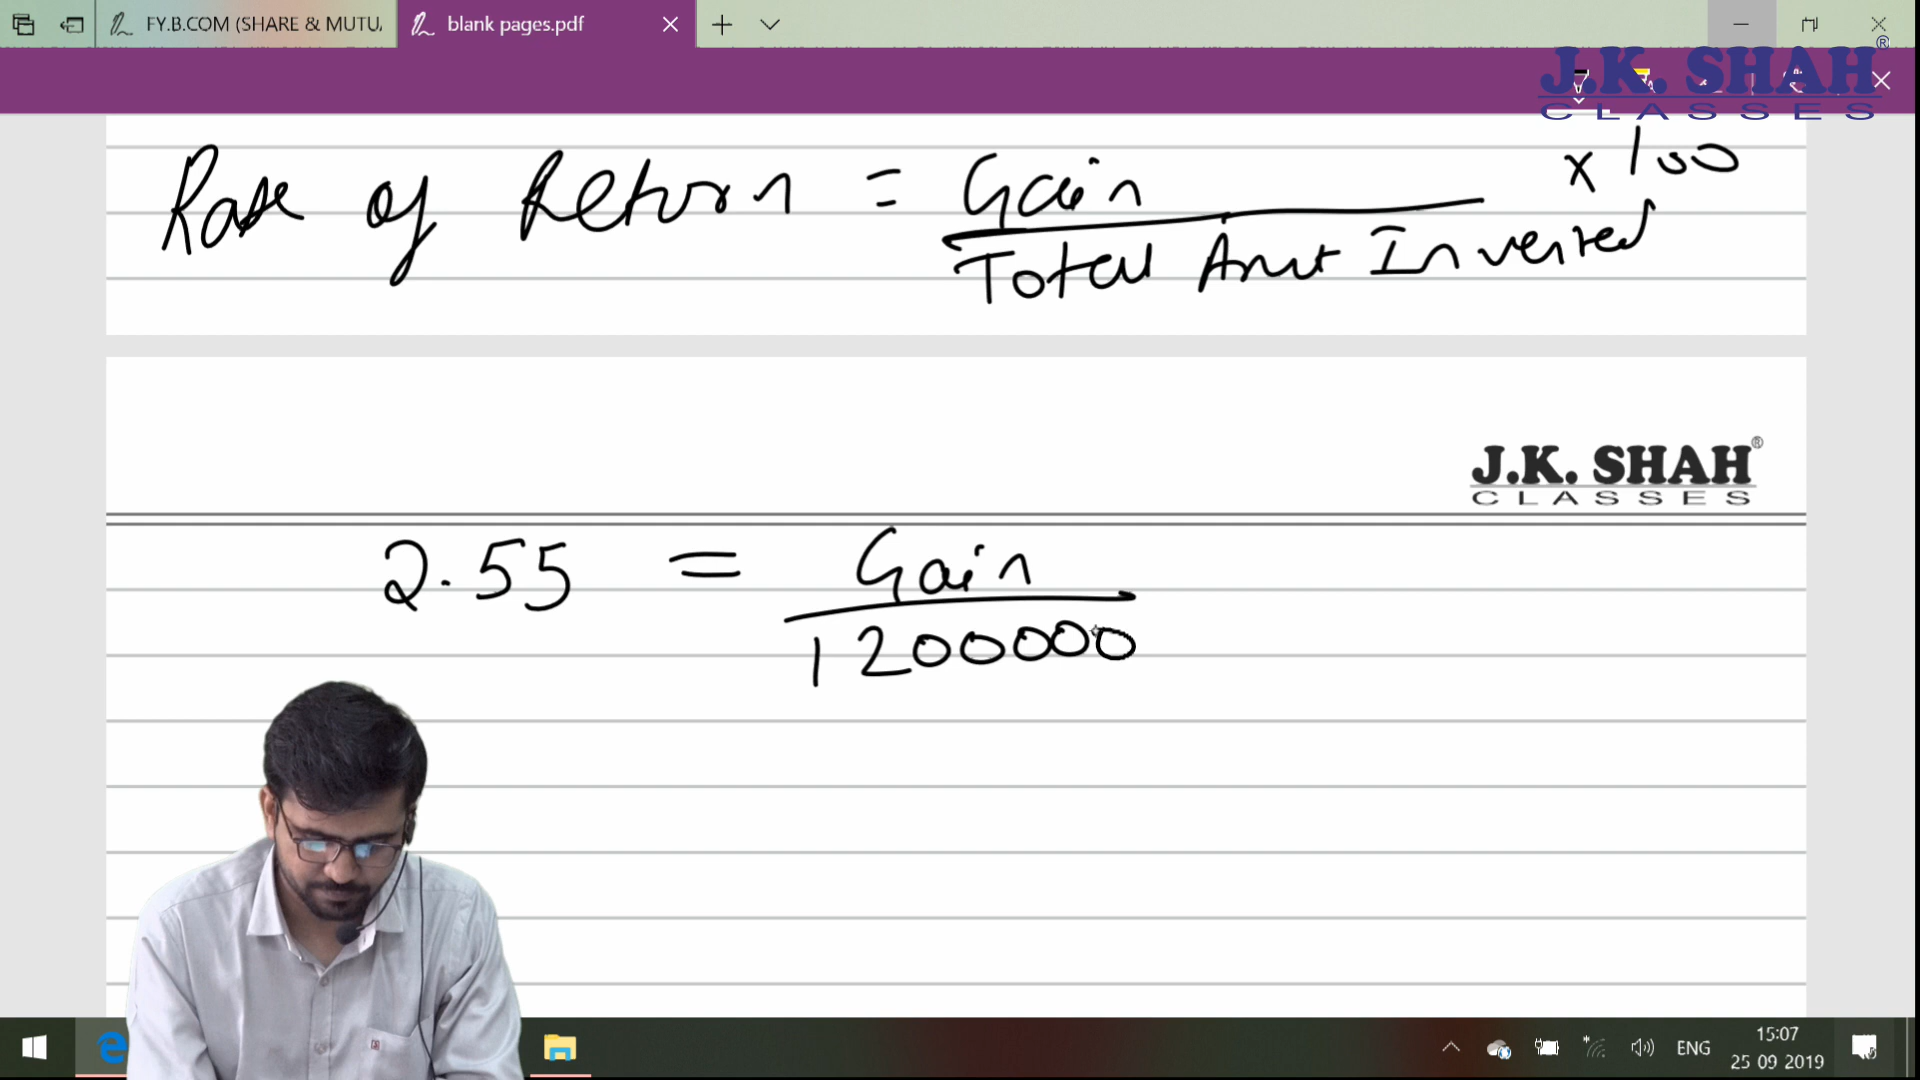 FY.B.COM (SHARE & MUTU
blank pages.pdf
J.K. SHAH®
CLASSES
Rate of Return = Gain / Total Amt Invested x 100
J.K. SHAH®
CLASSES
2.55 = Gain / 1200000
ENG
15:07
25-09-2019